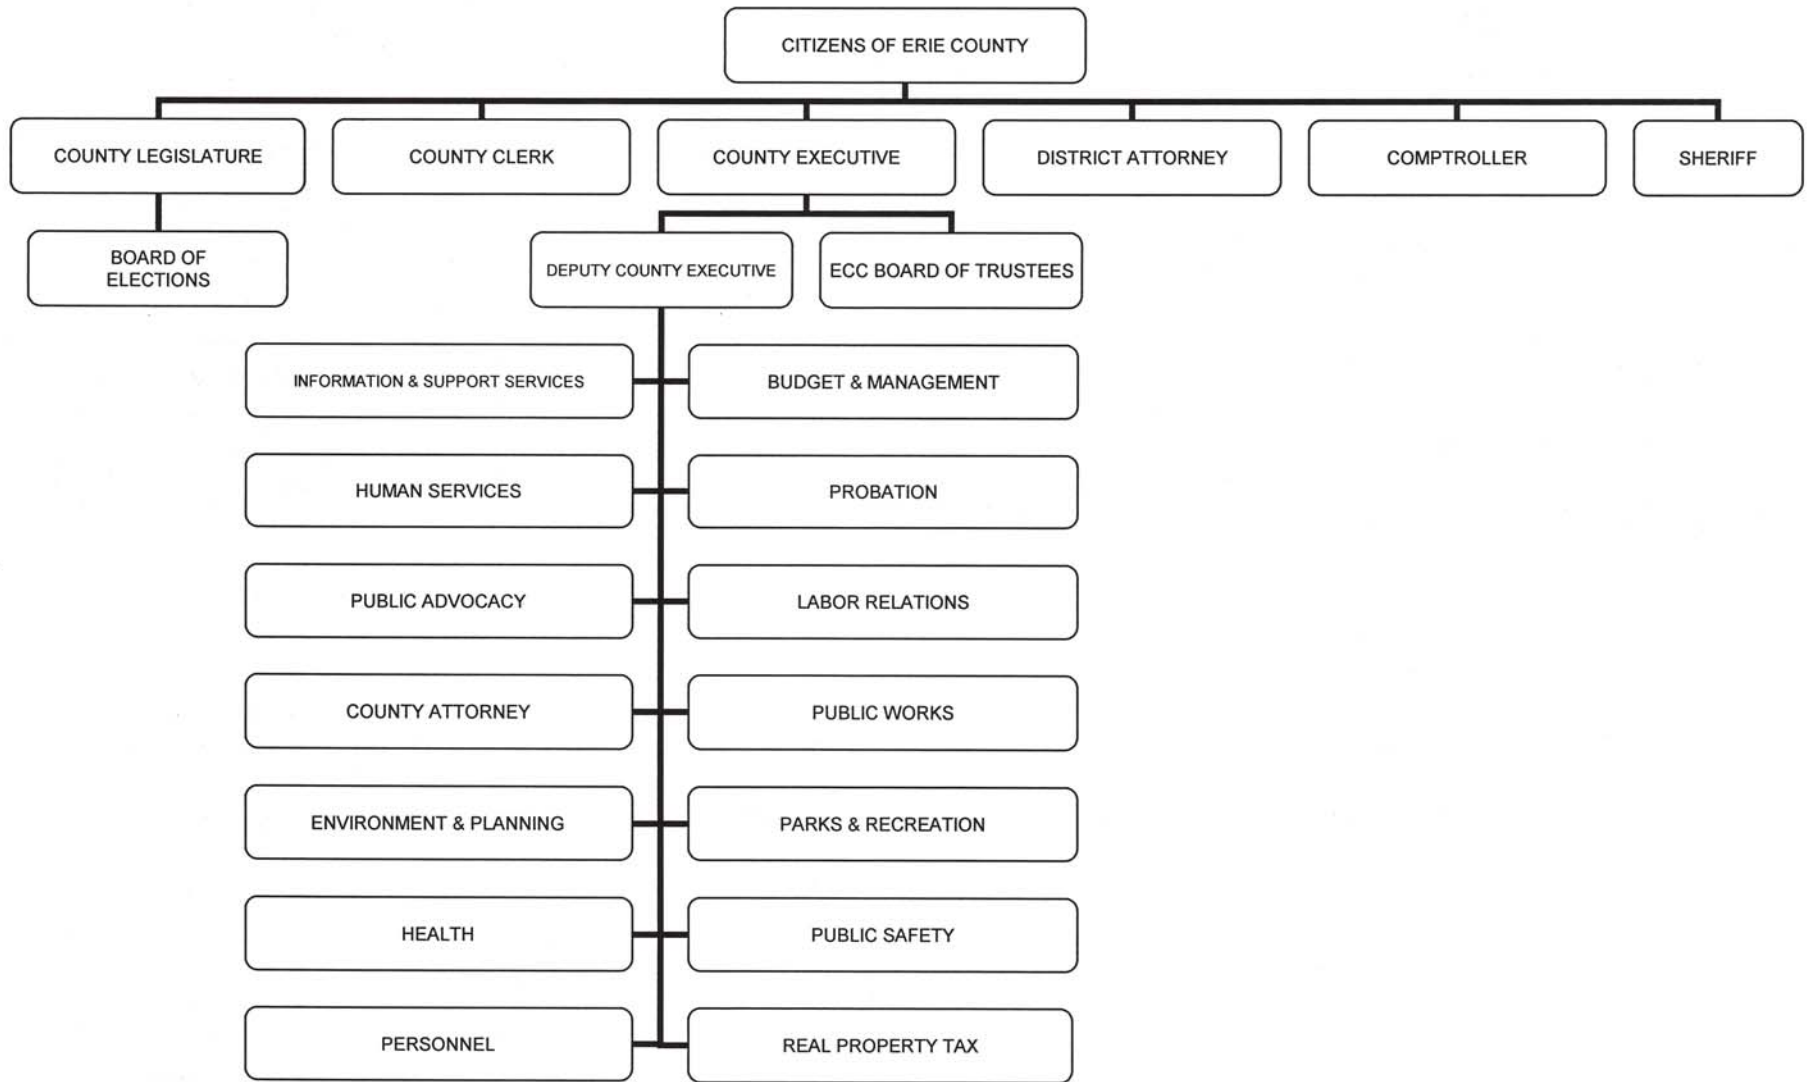 CITIZENS OF ERIE COUNTY
COUNTY LEGISLATURE
COUNTY CLERK
COUNTY EXECUTIVE
DISTRICT ATTORNEY
COMPTROLLER
SHERIFF
BOARD OF
ELECTIONS
DEPUTY COUNTY EXECUTIVE
ECC BOARD OF TRUSTEES
INFORMATION & SUPPORT SERVICES
BUDGET & MANAGEMENT
HUMAN SERVICES
PROBATION
PUBLIC ADVOCACY
LABOR RELATIONS
COUNTY ATTORNEY
PUBLIC WORKS
ENVIRONMENT & PLANNING
PARKS & RECREATION
HEALTH
PUBLIC SAFETY
PERSONNEL
REAL PROPERTY TAX